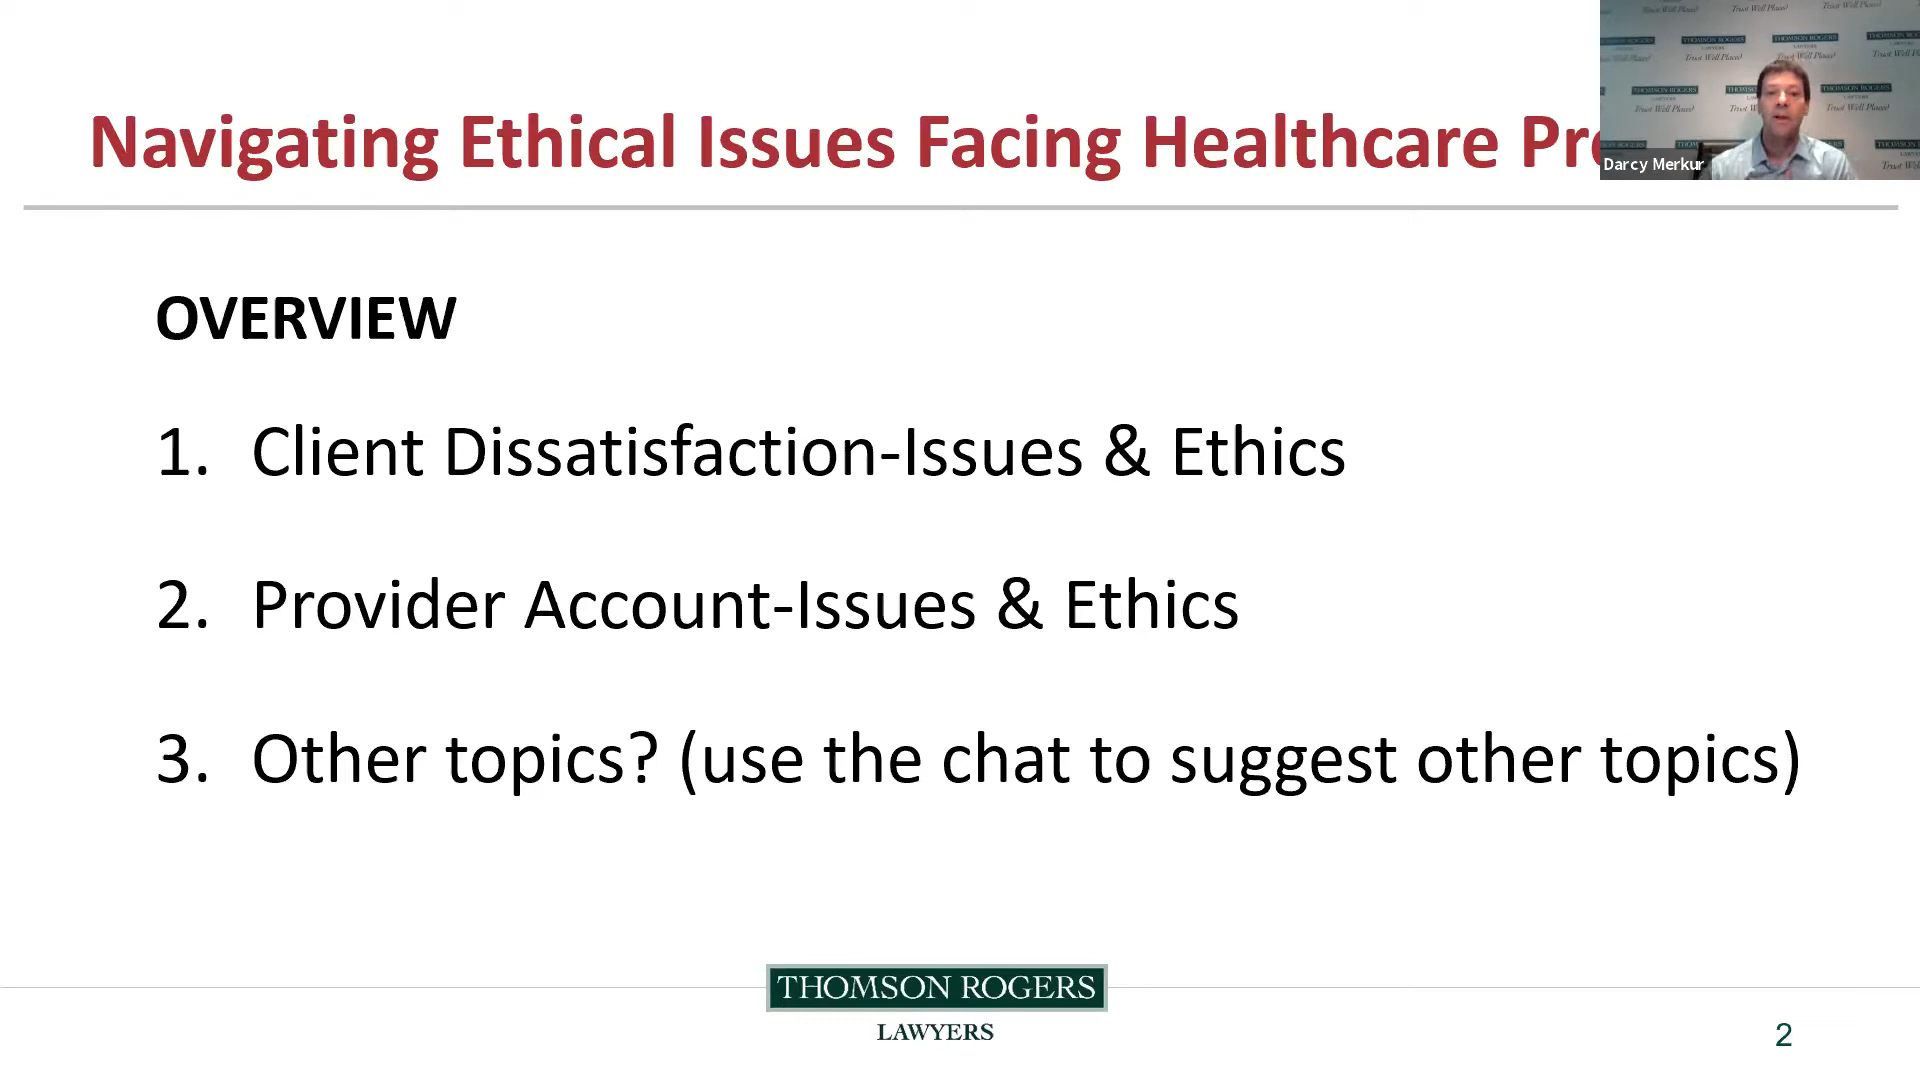 Navigating Ethical Issues Facing Healthcare
Darcy Merkur
OVERVIEW
1. Client Dissatisfaction-Issues & Ethics
2. Provider Account-Issues & Ethics
3. Other topics? (use the chat to suggest other topics)
THOMSON ROGERS
LAWYERS
2